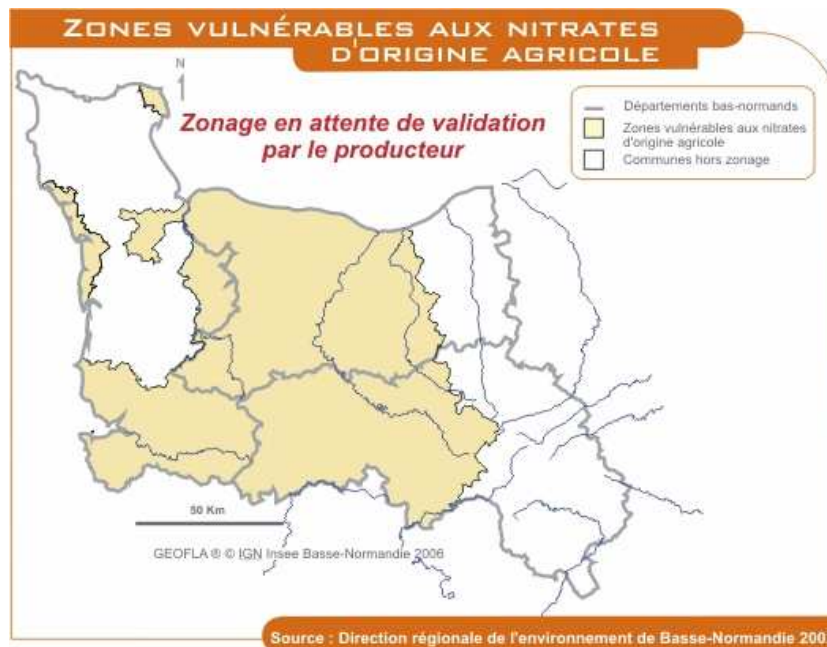 ZONES VULNÉRABLES AUX NITRATES
D'ORIGINE AGRICOLE
N
Zonage en attente de validation
par le producteur
Départements bas-normands
Zones vulnérables aux nitrates
d'origine agricole
Communes hors zonage
50 Km
GEOFLA ® © IGN Insee Basse-Normandie 2006
Source : Direction régionale de l'environnement de Basse-Normandie 200